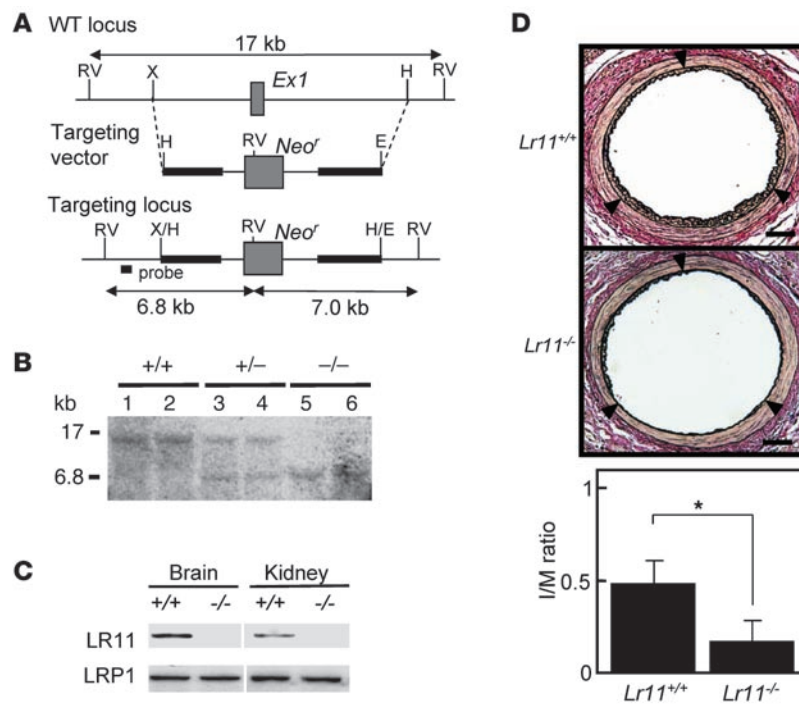 A
WT locus
17 kb
RV X Ex1 H RV
Targeting vector
H RV Neoʳ E
Targeting locus
RV X/H RV Neoʳ H/E RV
probe
6.8 kb 7.0 kb
B
+/+ +/– –/–
kb 1 2 3 4 5 6
17
6.8
C
Brain Kidney
+/+ -/- +/+ -/-
LR11
LRP1
D
Lr11+/+
Lr11-/-
I/M ratio
1
*
0.5
0
Lr11+/+ Lr11-/-